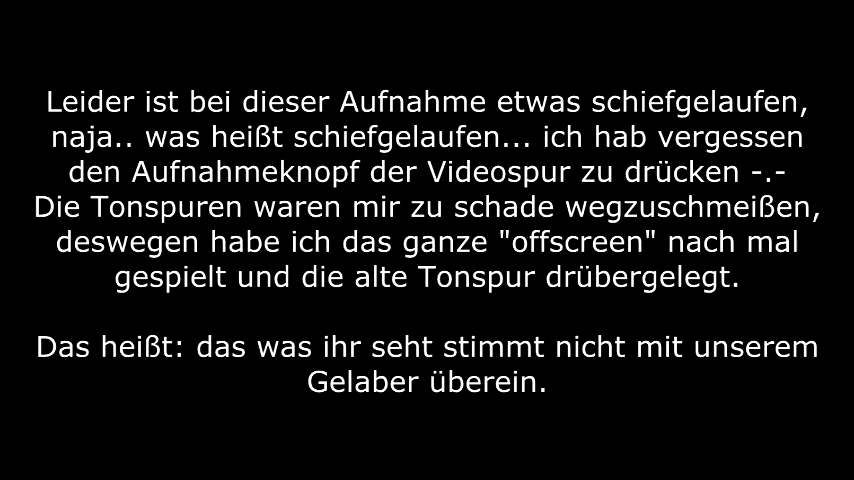 Leider ist bei dieser Aufnahme etwas schiefgelaufen,
naja.. was heißt schiefgelaufen... ich hab vergessen
den Aufnahmeknopf der Videospur zu drücken -.-
Die Tonspuren waren mir zu schade wegzuschmeißen,
deswegen habe ich das ganze "offscreen" nach mal
gespielt und die alte Tonspur drübergelegt.
Das heißt: das was ihr seht stimmt nicht mit unserem
Gelaber überein.